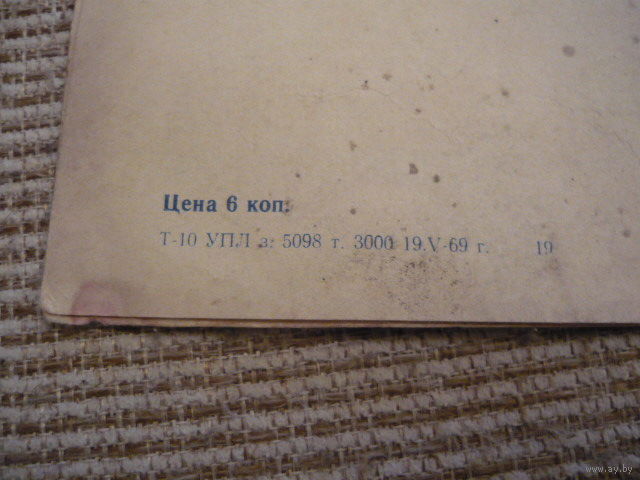 Цена 6 коп.
Т-10 УПЛ з. 5098 т. 3000 19.V-69 г. 19
www.ay.by